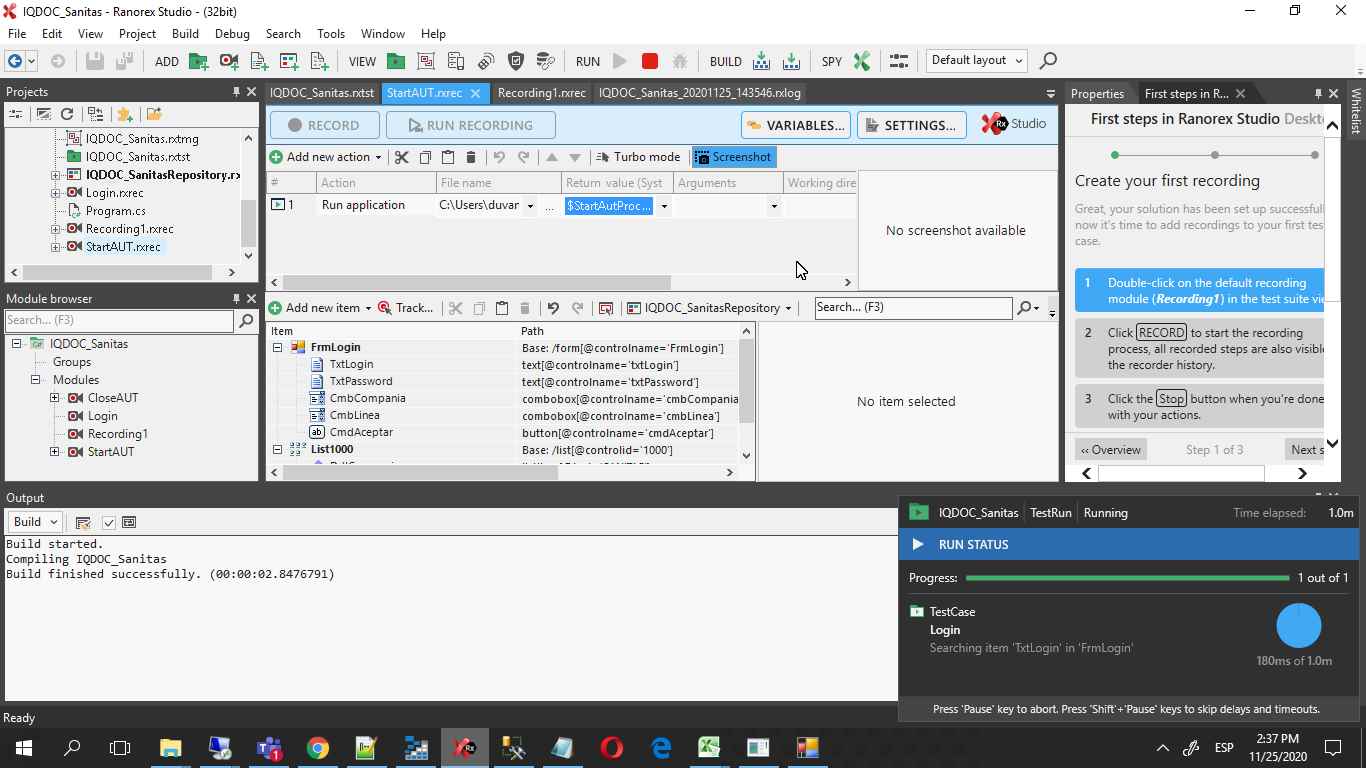 IQDOC_Sanitas - Ranorex Studio - (32bit)
File Edit View Project Build Debug Search Tools Window Help
ADD VIEW RUN BUILD SPY Default layout
Projects
IQDOC_Sanitas.rxtmg
IQDOC_Sanitas.rxtst
IQDOC_SanitasRepository.rx
Login.rxrec
Program.cs
Recording1.rxrec
StartAUT.rxrec
Module browser
Search... (F3)
IQDOC_Sanitas
Groups
Modules
CloseAUT
Login
Recording1
StartAUT
IQDOC_Sanitas.rxtst StartAUT.rxrec Recording1.rxrec IQDOC_Sanitas_20201125_143546.rxlog
RECORD RUN RECORDING VARIABLES... SETTINGS... Rx Studio
Add new action Turbo mode Screenshot
# Action File name Return value (Syst Arguments Working dire
1 Run application C:\Users\duvar ... $StartAutProc...
No screenshot available
Add new item Track... IQDOC_SanitasRepository Search... (F3)
Item Path
FrmLogin Base: /form[@controlname='FrmLogin']
TxtLogin text[@controlname='txtLogin']
TxtPassword text[@controlname='txtPassword']
CmbCompania combobox[@controlname='cmbCompania
CmbLinea combobox[@controlname='cmbLinea']
ab CmdAceptar button[@controlname='cmdAceptar']
List1000 Base: /list[@controlid='1000']
No item selected
Properties First steps in R...
Whitelist
First steps in Ranorex Studio Deskt
Create your first recording
Great, your solution has been set up successfull
now it's time to add recordings to your first tes
case.
1 Double-click on the default recording
module (Recording1) in the test suite vie
2 Click RECORD to start the recording
process, all recorded steps are also visible
the recorder history.
3 Click the Stop button when you're done
with your actions.
‹‹ Overview Step 1 of 3 Next s
Output
Build
Build started.
Compiling IQDOC_Sanitas
Build finished successfully. (00:00:02.8476791)
IQDOC_Sanitas TestRun Running Time elapsed: 1.0m
RUN STATUS
Progress: 1 out of 1
TestCase
Login
Searching item 'TxtLogin' in 'FrmLogin'
180ms of 1.0m
Press 'Pause' key to abort. Press 'Shift'+'Pause' keys to skip delays and timeouts.
Ready
ESP
2:37 PM
11/25/2020